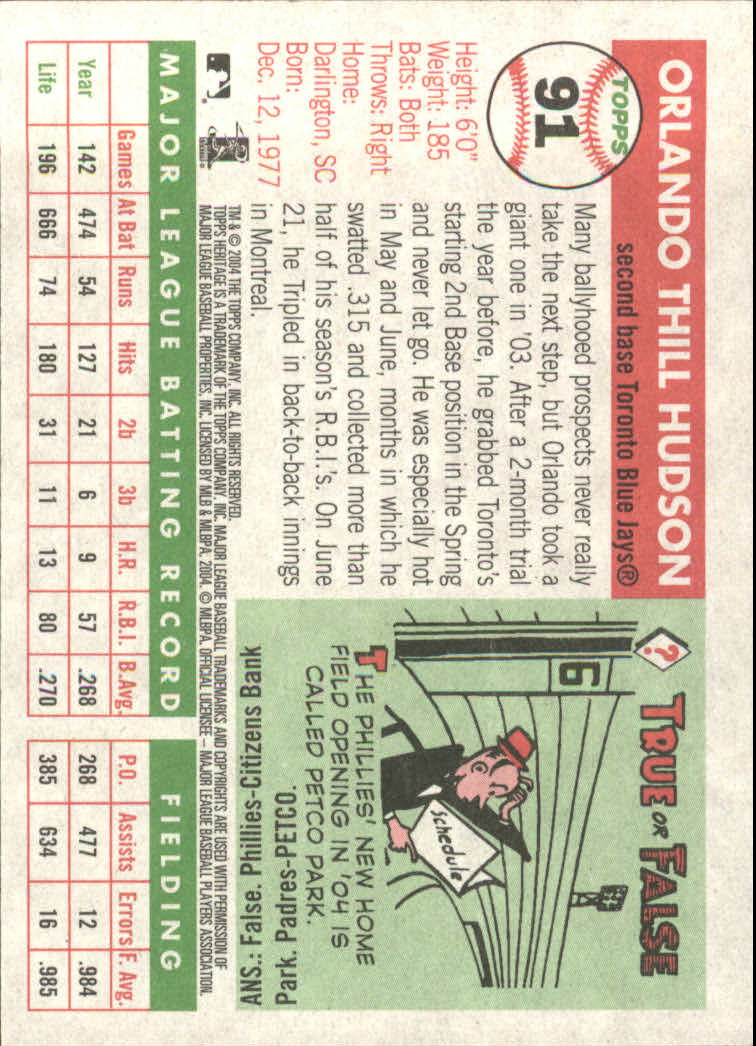 ORLANDO THILL HUDSON
second base Toronto Blue Jays®
TOPPS
91
Height: 6'0"
Weight: 185
Bats: Both
Throws: Right
Home:
Darlington, SC
Born:
Dec. 12, 1977
Many ballyhooed prospects never really
take the next step, but Orlando took a
giant one in '03. After a 2-month trial
the year before, he grabbed Toronto's
starting 2nd Base position in the Spring
and never let go. He was especially hot
in May and June, months in which he
swatted .315 and collected more than
half of his season's R.B.I.'s. On June
21, he Tripled in back-to-back innings
in Montreal.
?
TRUE OR FALSE
6
schedule
THE PHILLIES' NEW HOME
FIELD OPENING IN '04 IS
CALLED PETCO PARK.
ANS.: False. Phillies-Citizens Bank
Park. Padres-PETCO.
TM & © 2004 THE TOPPS COMPANY, INC. ALL RIGHTS RESERVED.
TOPPS HERITAGE IS A TRADEMARK OF THE TOPPS COMPANY, INC. MAJOR LEAGUE BASEBALL TRADEMARKS AND COPYRIGHTS ARE USED WITH PERMISSION OF
MAJOR LEAGUE BASEBALL PROPERTIES, INC. LICENSED BY MLB & MLBPA. 2004. © MLBPA. OFFICIAL LICENSEE – MAJOR LEAGUE BASEBALL PLAYERS ASSOCIATION.
MAJOR LEAGUE BATTING RECORD FIELDING
Games At Bat Runs Hits 2b 3b H.R. R.B.I. B.Avg. P.O. Assists Errors F. Avg.
Year 142 474 54 127 21 6 9 57 .268 268 477 12 .984
Life 196 666 74 180 31 11 13 80 .270 385 634 16 .985